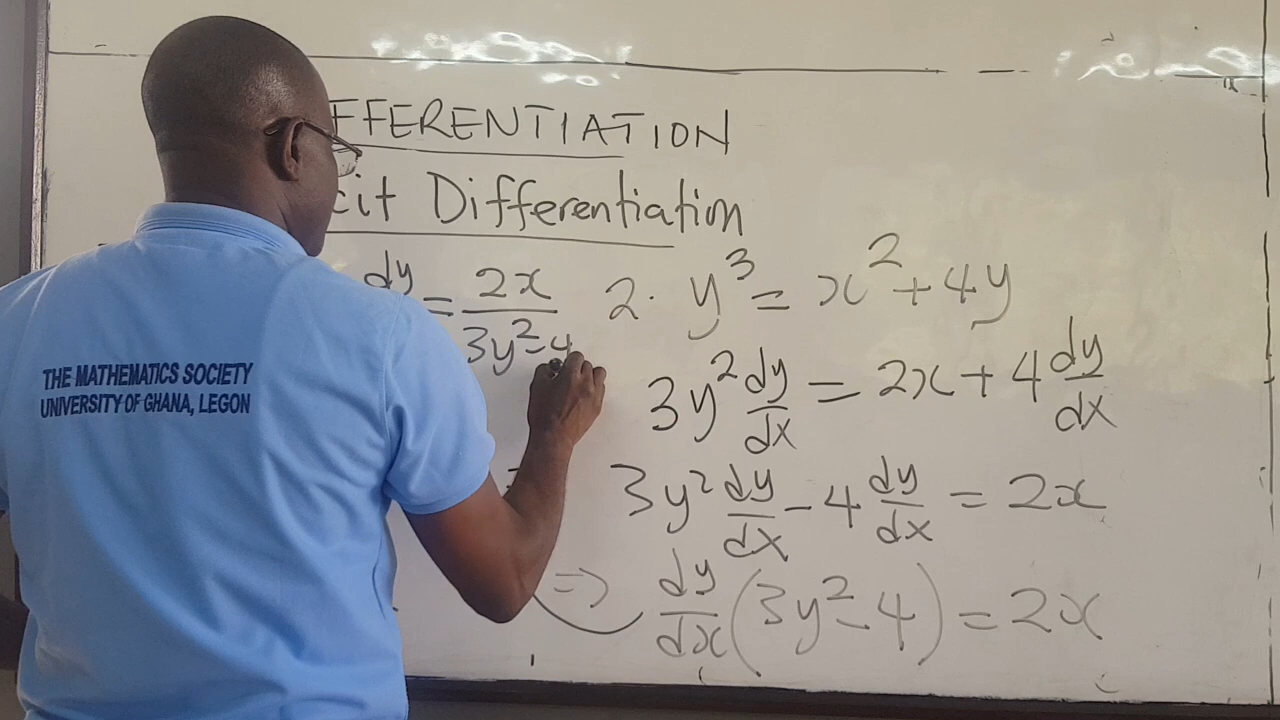 FFERENTIATION
cit Differentiation
dy/dx = 2x/(3y² - 4
2. y³ = x² + 4y
3y² dy/dx = 2x + 4 dy/dx
3y² dy/dx - 4 dy/dx = 2x
=> dy/dx (3y² - 4) = 2x
THE MATHEMATICS SOCIETY
UNIVERSITY OF GHANA, LEGON